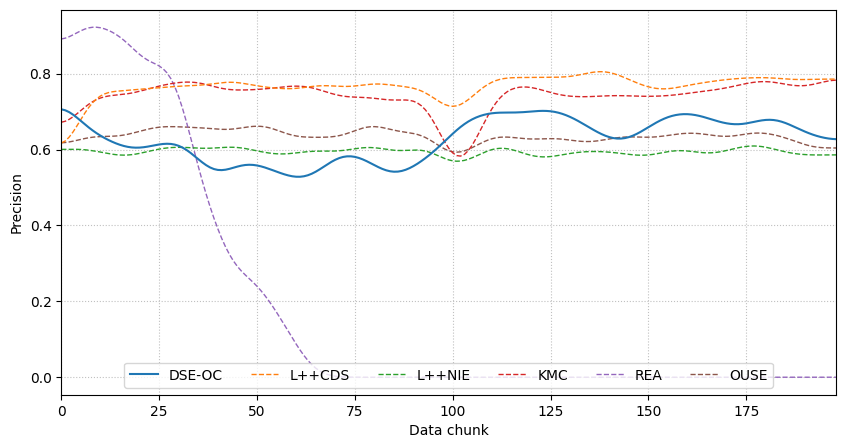 Precision
0.8
0.6
0.4
0.2
0.0
DSE-OC L++CDS L++NIE KMC REA OUSE
0 25 50 75 100 125 150 175
Data chunk